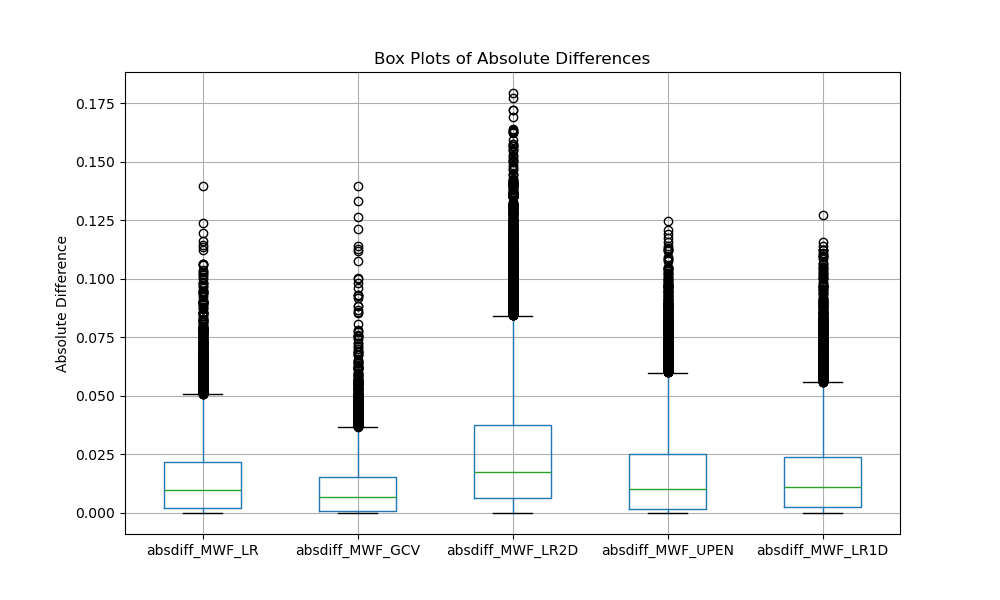 Box Plots of Absolute Differences
Absolute Difference
0.175
0.150
0.125
0.100
0.075
0.050
0.025
0.000
absdiff_MWF_LR
absdiff_MWF_GCV
absdiff_MWF_LR2D
absdiff_MWF_UPEN
absdiff_MWF_LR1D